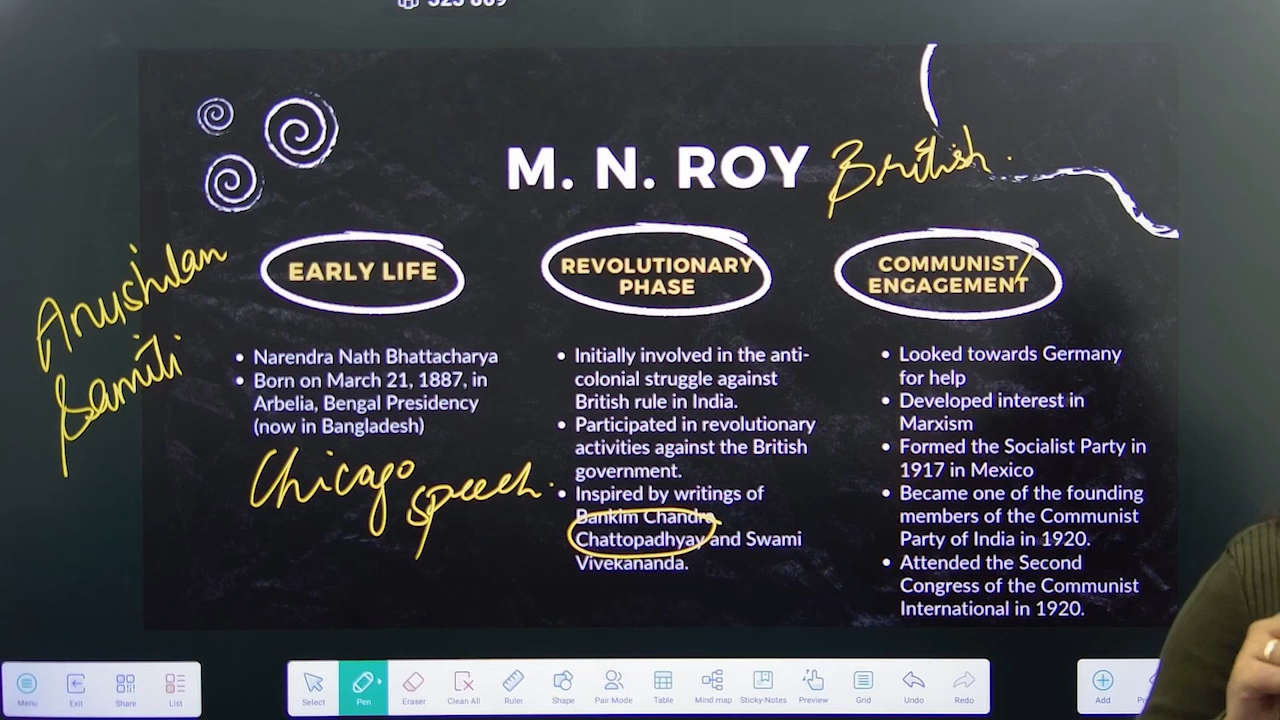 M. N. ROY
British.
Anushilan
Samiti
EARLY LIFE
• Narendra Nath Bhattacharya
• Born on March 21, 1887, in
Arbelia, Bengal Presidency
(now in Bangladesh)
Chicago
speech.
REVOLUTIONARY
PHASE
• Initially involved in the anti-
colonial struggle against
British rule in India.
• Participated in revolutionary
activities against the British
government.
• Inspired by writings of
Bankim Chandra
Chattopadhyay and Swami
Vivekananda.
COMMUNIST
ENGAGEMENT
• Looked towards Germany
for help
• Developed interest in
Marxism
• Formed the Socialist Party in
1917 in Mexico
• Became one of the founding
members of the Communist
Party of India in 1920.
• Attended the Second
Congress of the Communist
International in 1920.
Menu
Exit
Share
List
Select
Pen
Eraser
Clean All
Ruler
Shape
Pair Mode
Table
Mind map
Sticky-Notes
Preview
Grid
Undo
Redo
Add